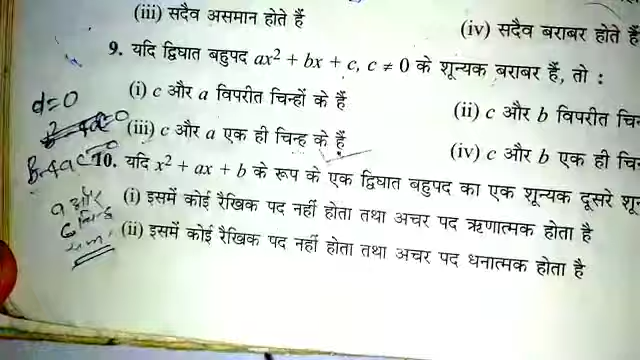 (iii) सदैव असमान होते हैं
(iv) सदैव बराबर होते हैं
9. यदि द्विघात बहुपद ax² + bx + c, c ≠ 0 के शून्यक बराबर हैं, तो :
(i) c और a विपरीत चिन्हों के हैं
(ii) c और b विपरीत चिन
(iii) c और a एक ही चिन्ह के हैं
(iv) c और b एक ही चि
d=0
10. यदि x² + ax + b के रूप के एक द्विघात बहुपद का एक शून्यक दूसरे शून
(i) इसमें कोई रैखिक पद नहीं होता तथा अचर पद ऋणात्मक होता है
(ii) इसमें कोई रैखिक पद नहीं होता तथा अचर पद धनात्मक होता है
a और